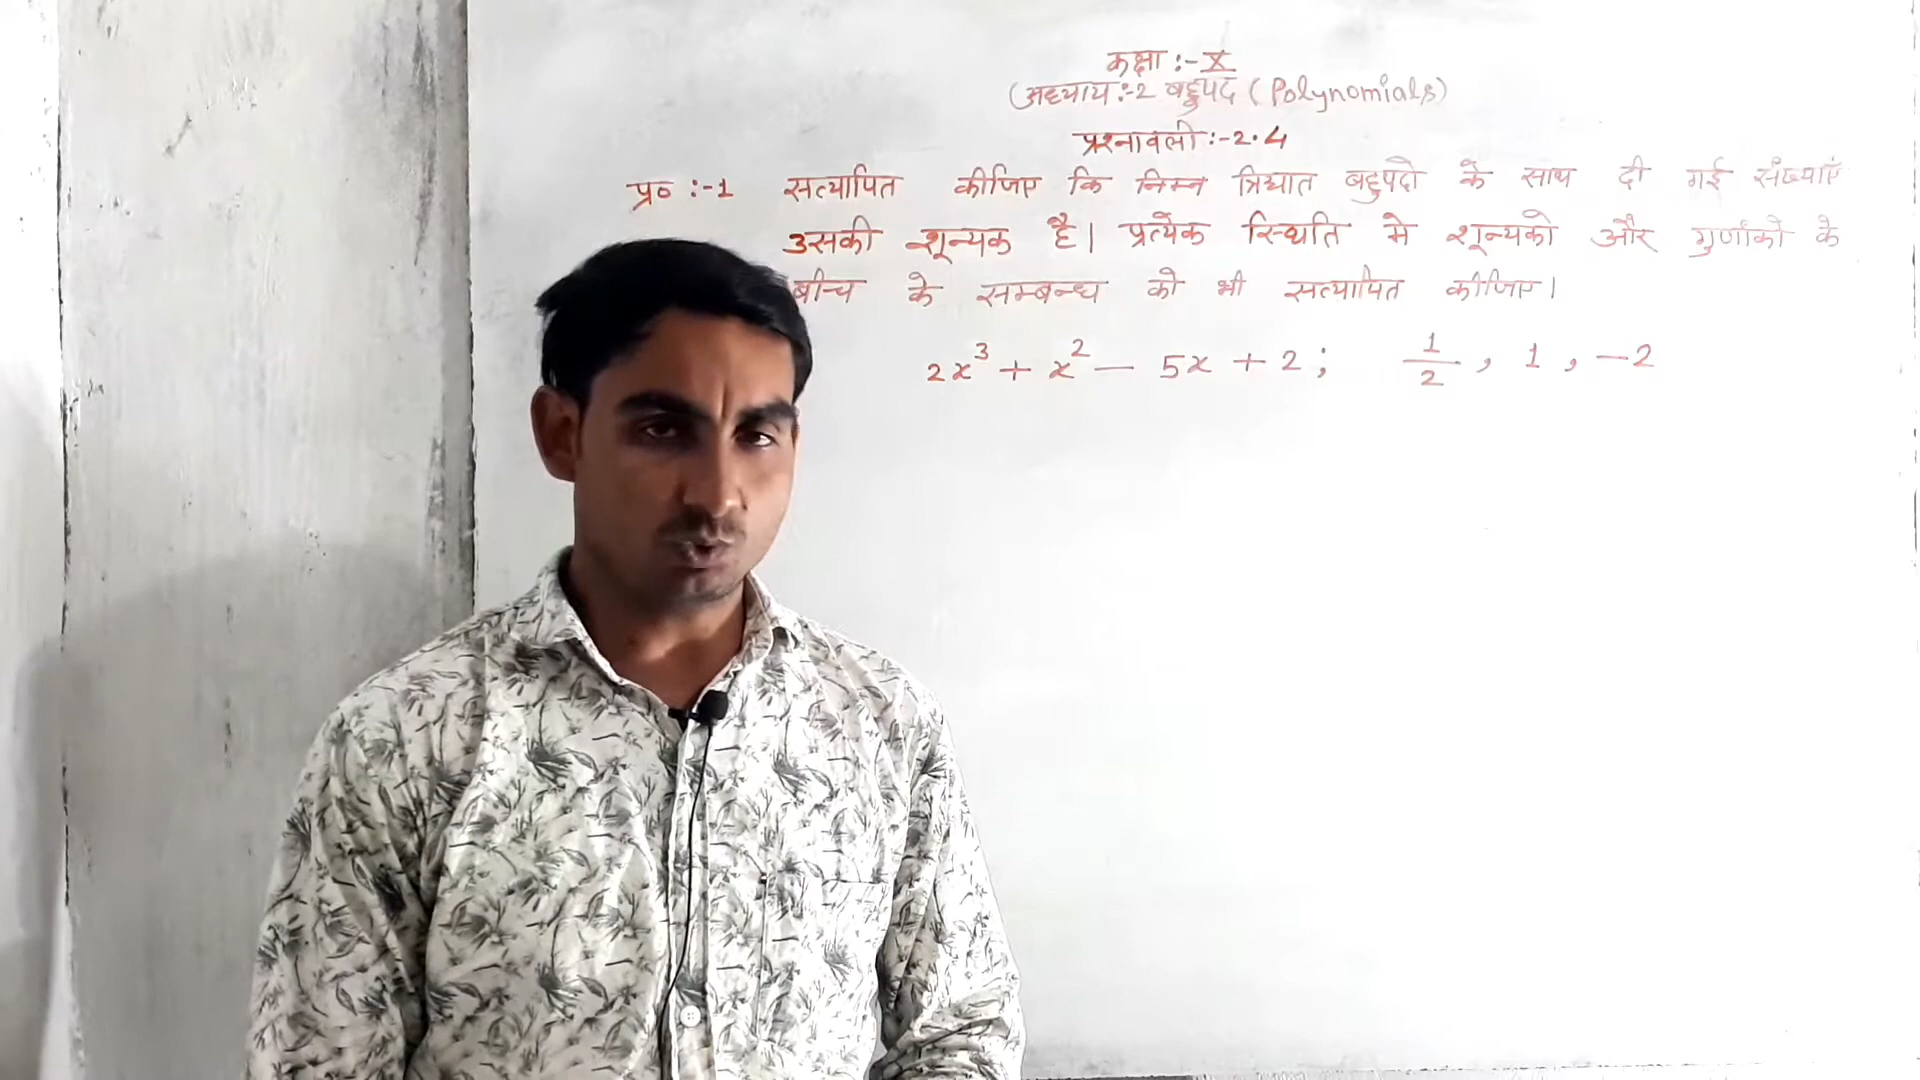 कक्षा :- X
(अध्याय :- 2 बहुपद (Polynomials)
प्रश्नावली :- 2.4
प्र० :- 1 सत्यापित कीजिए कि निम्न त्रिघात बहुपदो के साथ दी गई संख्याएँ
उसकी शून्यक है। प्रत्येक स्थिति मे शून्यको और गुणांको के
बीच के सम्बन्ध को भी सत्यापित कीजिए।
2x³ + x² – 5x + 2 ; 1/2 , 1 , –2